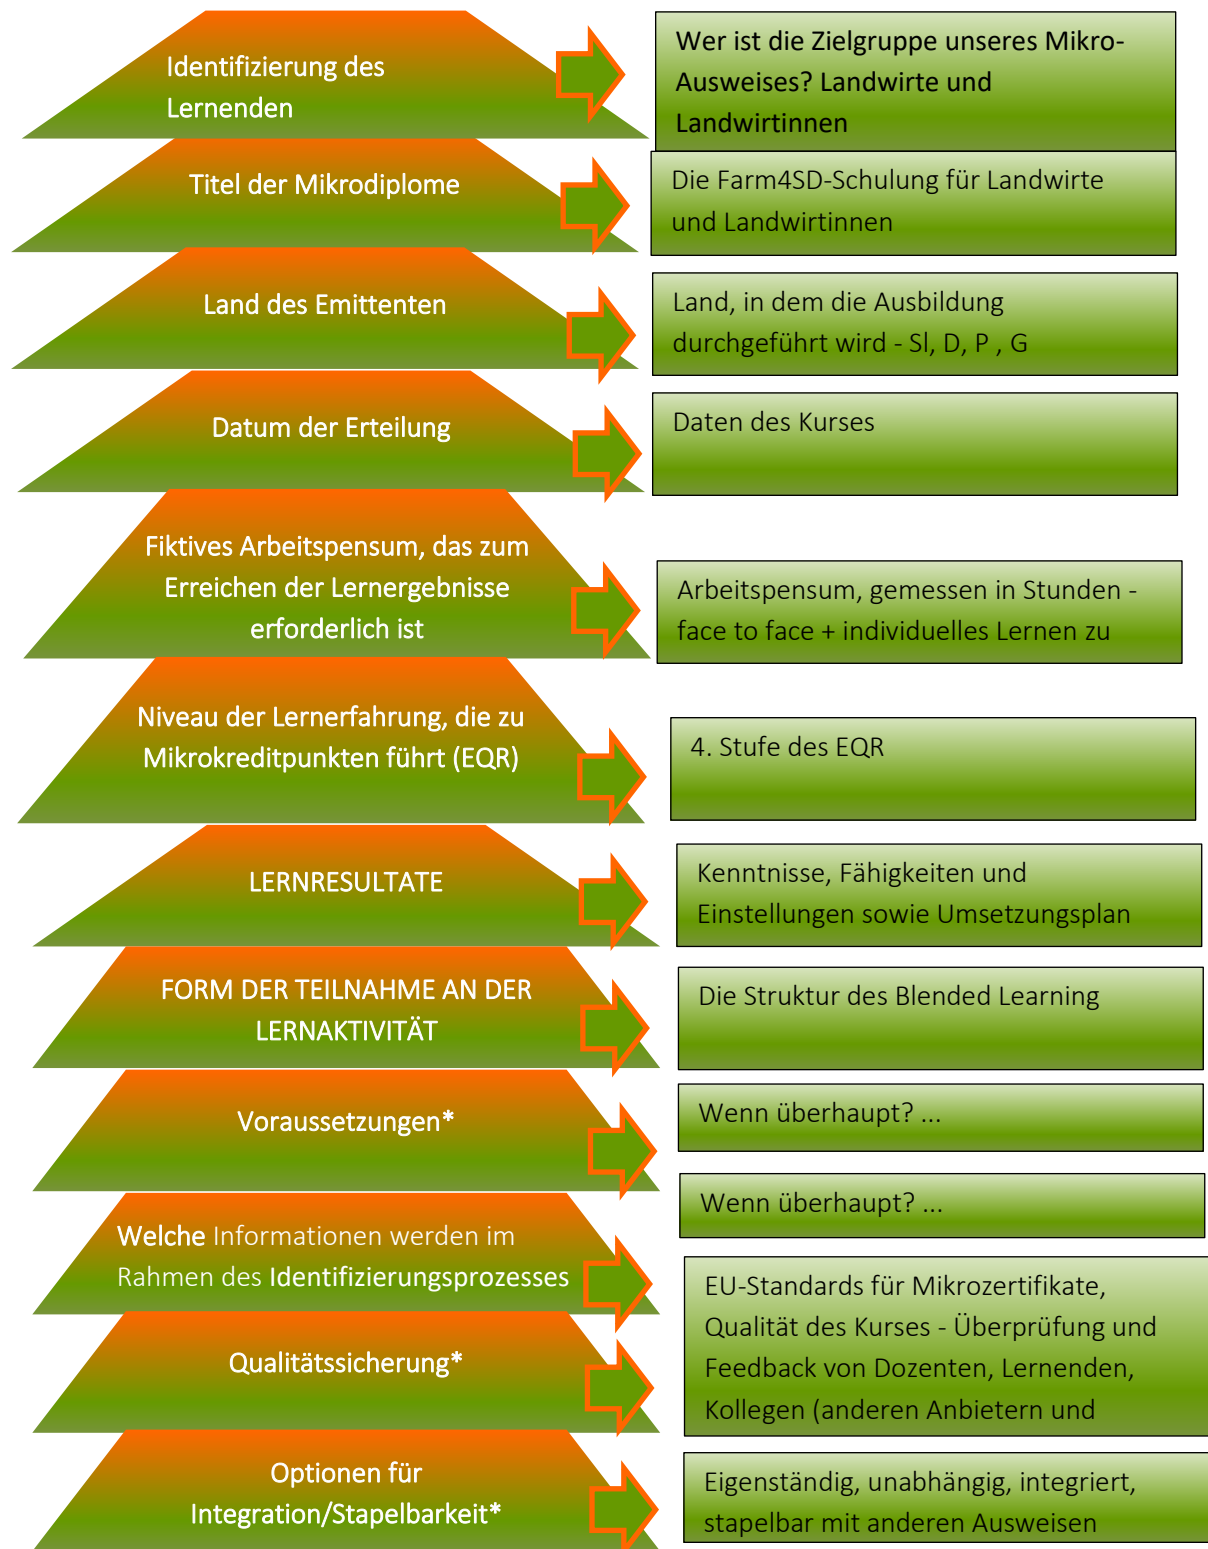 Identifizierung des
Lernenden
Wer ist die Zielgruppe unseres Mikro-
Ausweises? Landwirte und
Landwirtinnen
Titel der Mikrodiplome
Die Farm4SD-Schulung für Landwirte
und Landwirtinnen
Land des Emittenten
Land, in dem die Ausbildung
durchgeführt wird - Sl, D, P , G
Datum der Erteilung
Daten des Kurses
Fiktives Arbeitspensum, das zum
Erreichen der Lernergebnisse
erforderlich ist
Arbeitspensum, gemessen in Stunden -
face to face + individuelles Lernen zu
Niveau der Lernerfahrung, die zu
Mikrokreditpunkten führt (EQR)
4. Stufe des EQR
LERNRESULTATE
Kenntnisse, Fähigkeiten und
Einstellungen sowie Umsetzungsplan
FORM DER TEILNAHME AN DER
LERNAKTIVITÄT
Die Struktur des Blended Learning
Voraussetzungen*
Wenn überhaupt? ...
Welche Informationen werden im
Rahmen des Identifizierungsprozesses
Wenn überhaupt? ...
Qualitätssicherung*
EU-Standards für Mikrozertifikate,
Qualität des Kurses - Überprüfung und
Feedback von Dozenten, Lernenden,
Kollegen (anderen Anbietern und
Optionen für
Integration/Stapelbarkeit*
Eigenständig, unabhängig, integriert,
stapelbar mit anderen Ausweisen